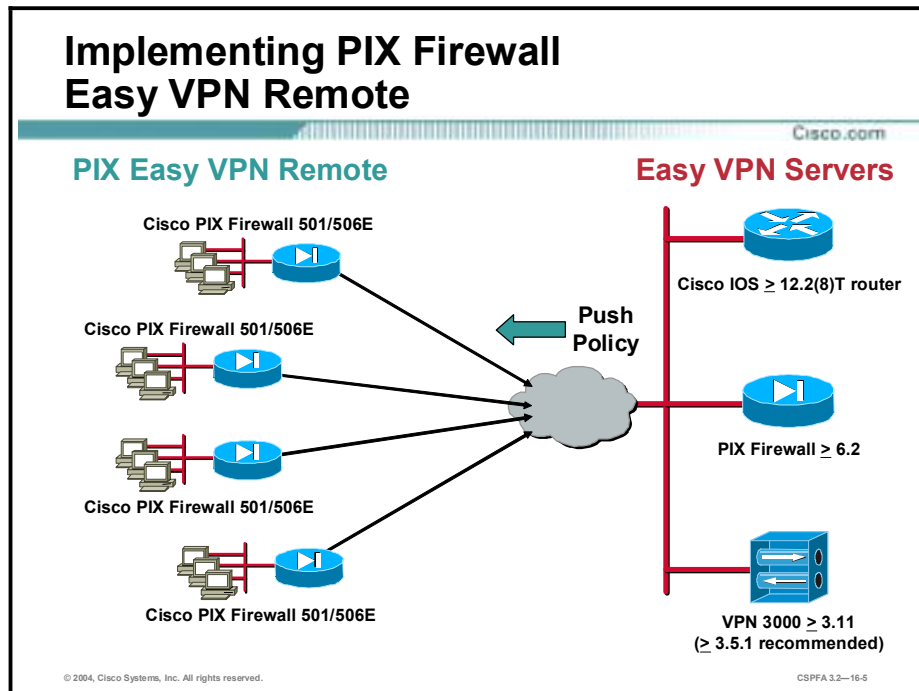 Implementing PIX Firewall
Easy VPN Remote
Cisco.com
PIX Easy VPN Remote
Easy VPN Servers
Cisco PIX Firewall 501/506E
Cisco IOS ≥ 12.2(8)T router
Cisco PIX Firewall 501/506E
Push
Policy
PIX Firewall ≥ 6.2
Cisco PIX Firewall 501/506E
Cisco PIX Firewall 501/506E
VPN 3000 ≥ 3.11
(≥ 3.5.1 recommended)
© 2004, Cisco Systems, Inc. All rights reserved.
CSPFA 3.2—16-5